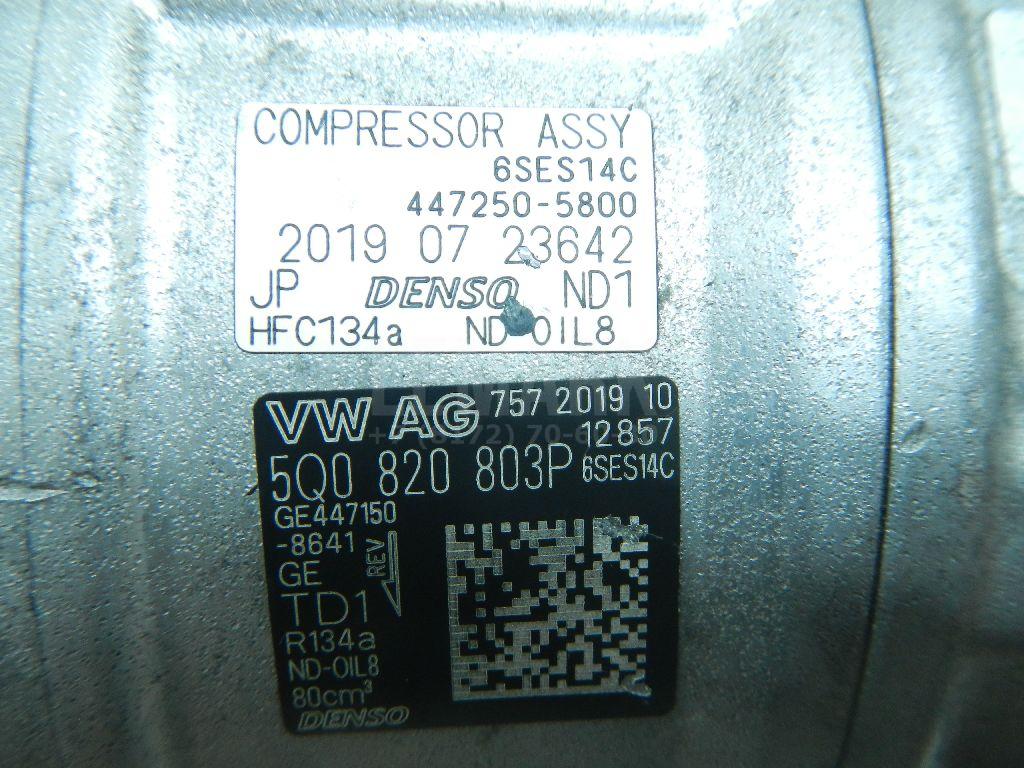 COMPRESSOR ASSY
6SES14C
447250-5800
2019 07 23642
JP DENSO ND1
HFC134a ND-OIL8
VW AG 757 2019 10
12857
5Q0 820 803P 6SES14C
GE447150
-8641
REV
GE
TD1
R134a
ND-OIL8
80cm³
DENSO